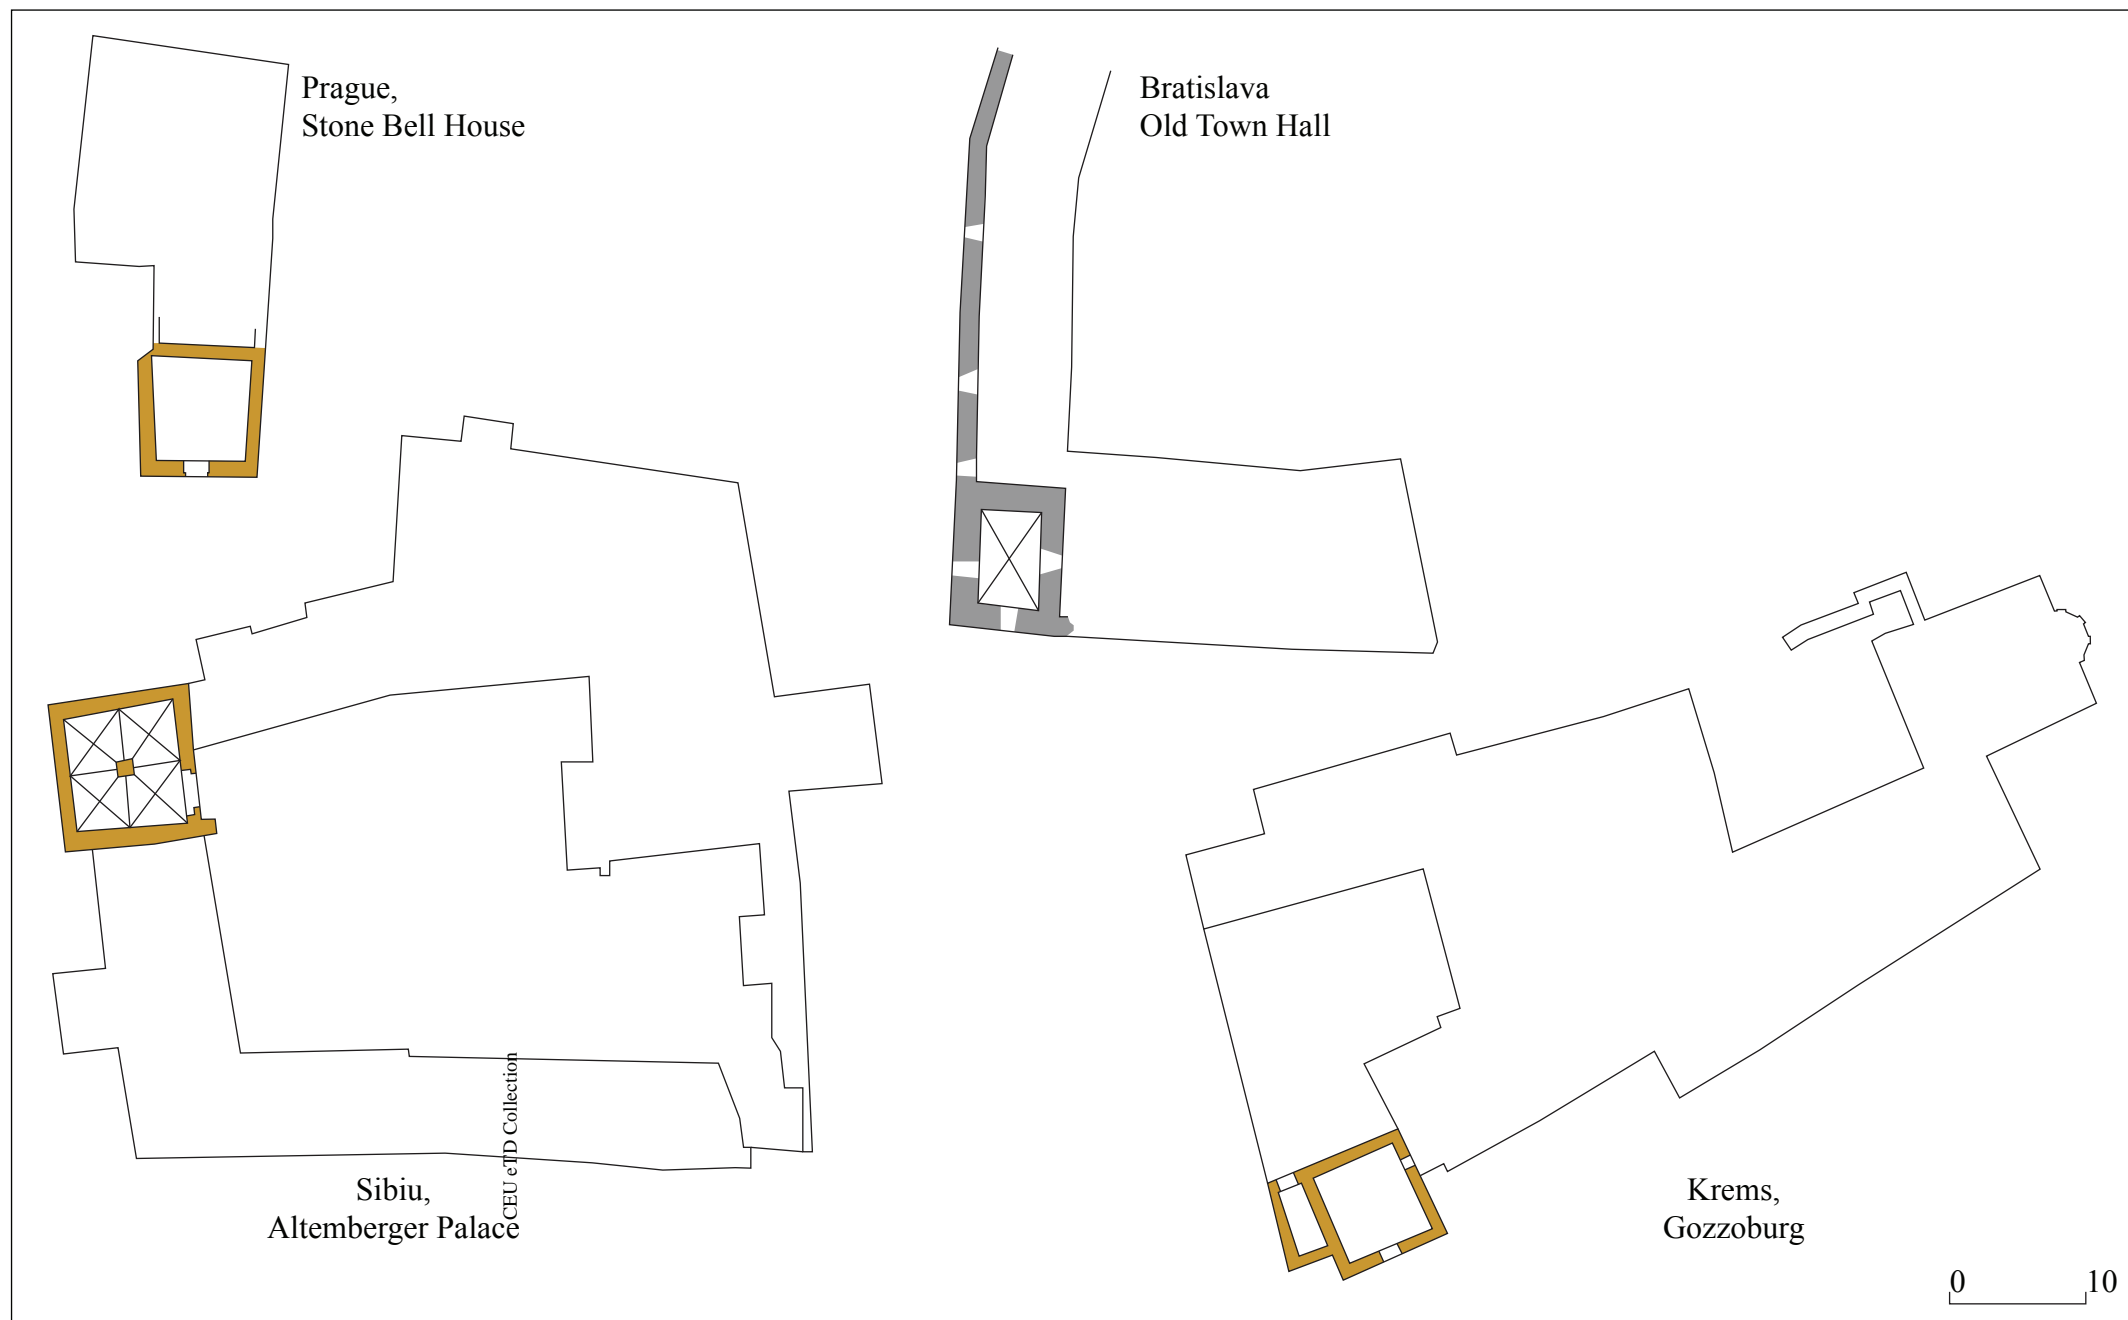 Prague,
Stone Bell House
Bratislava
Old Town Hall
Sibiu,
Altemberger Palace
CEU eTD Collection
Krems,
Gozzoburg
0 10